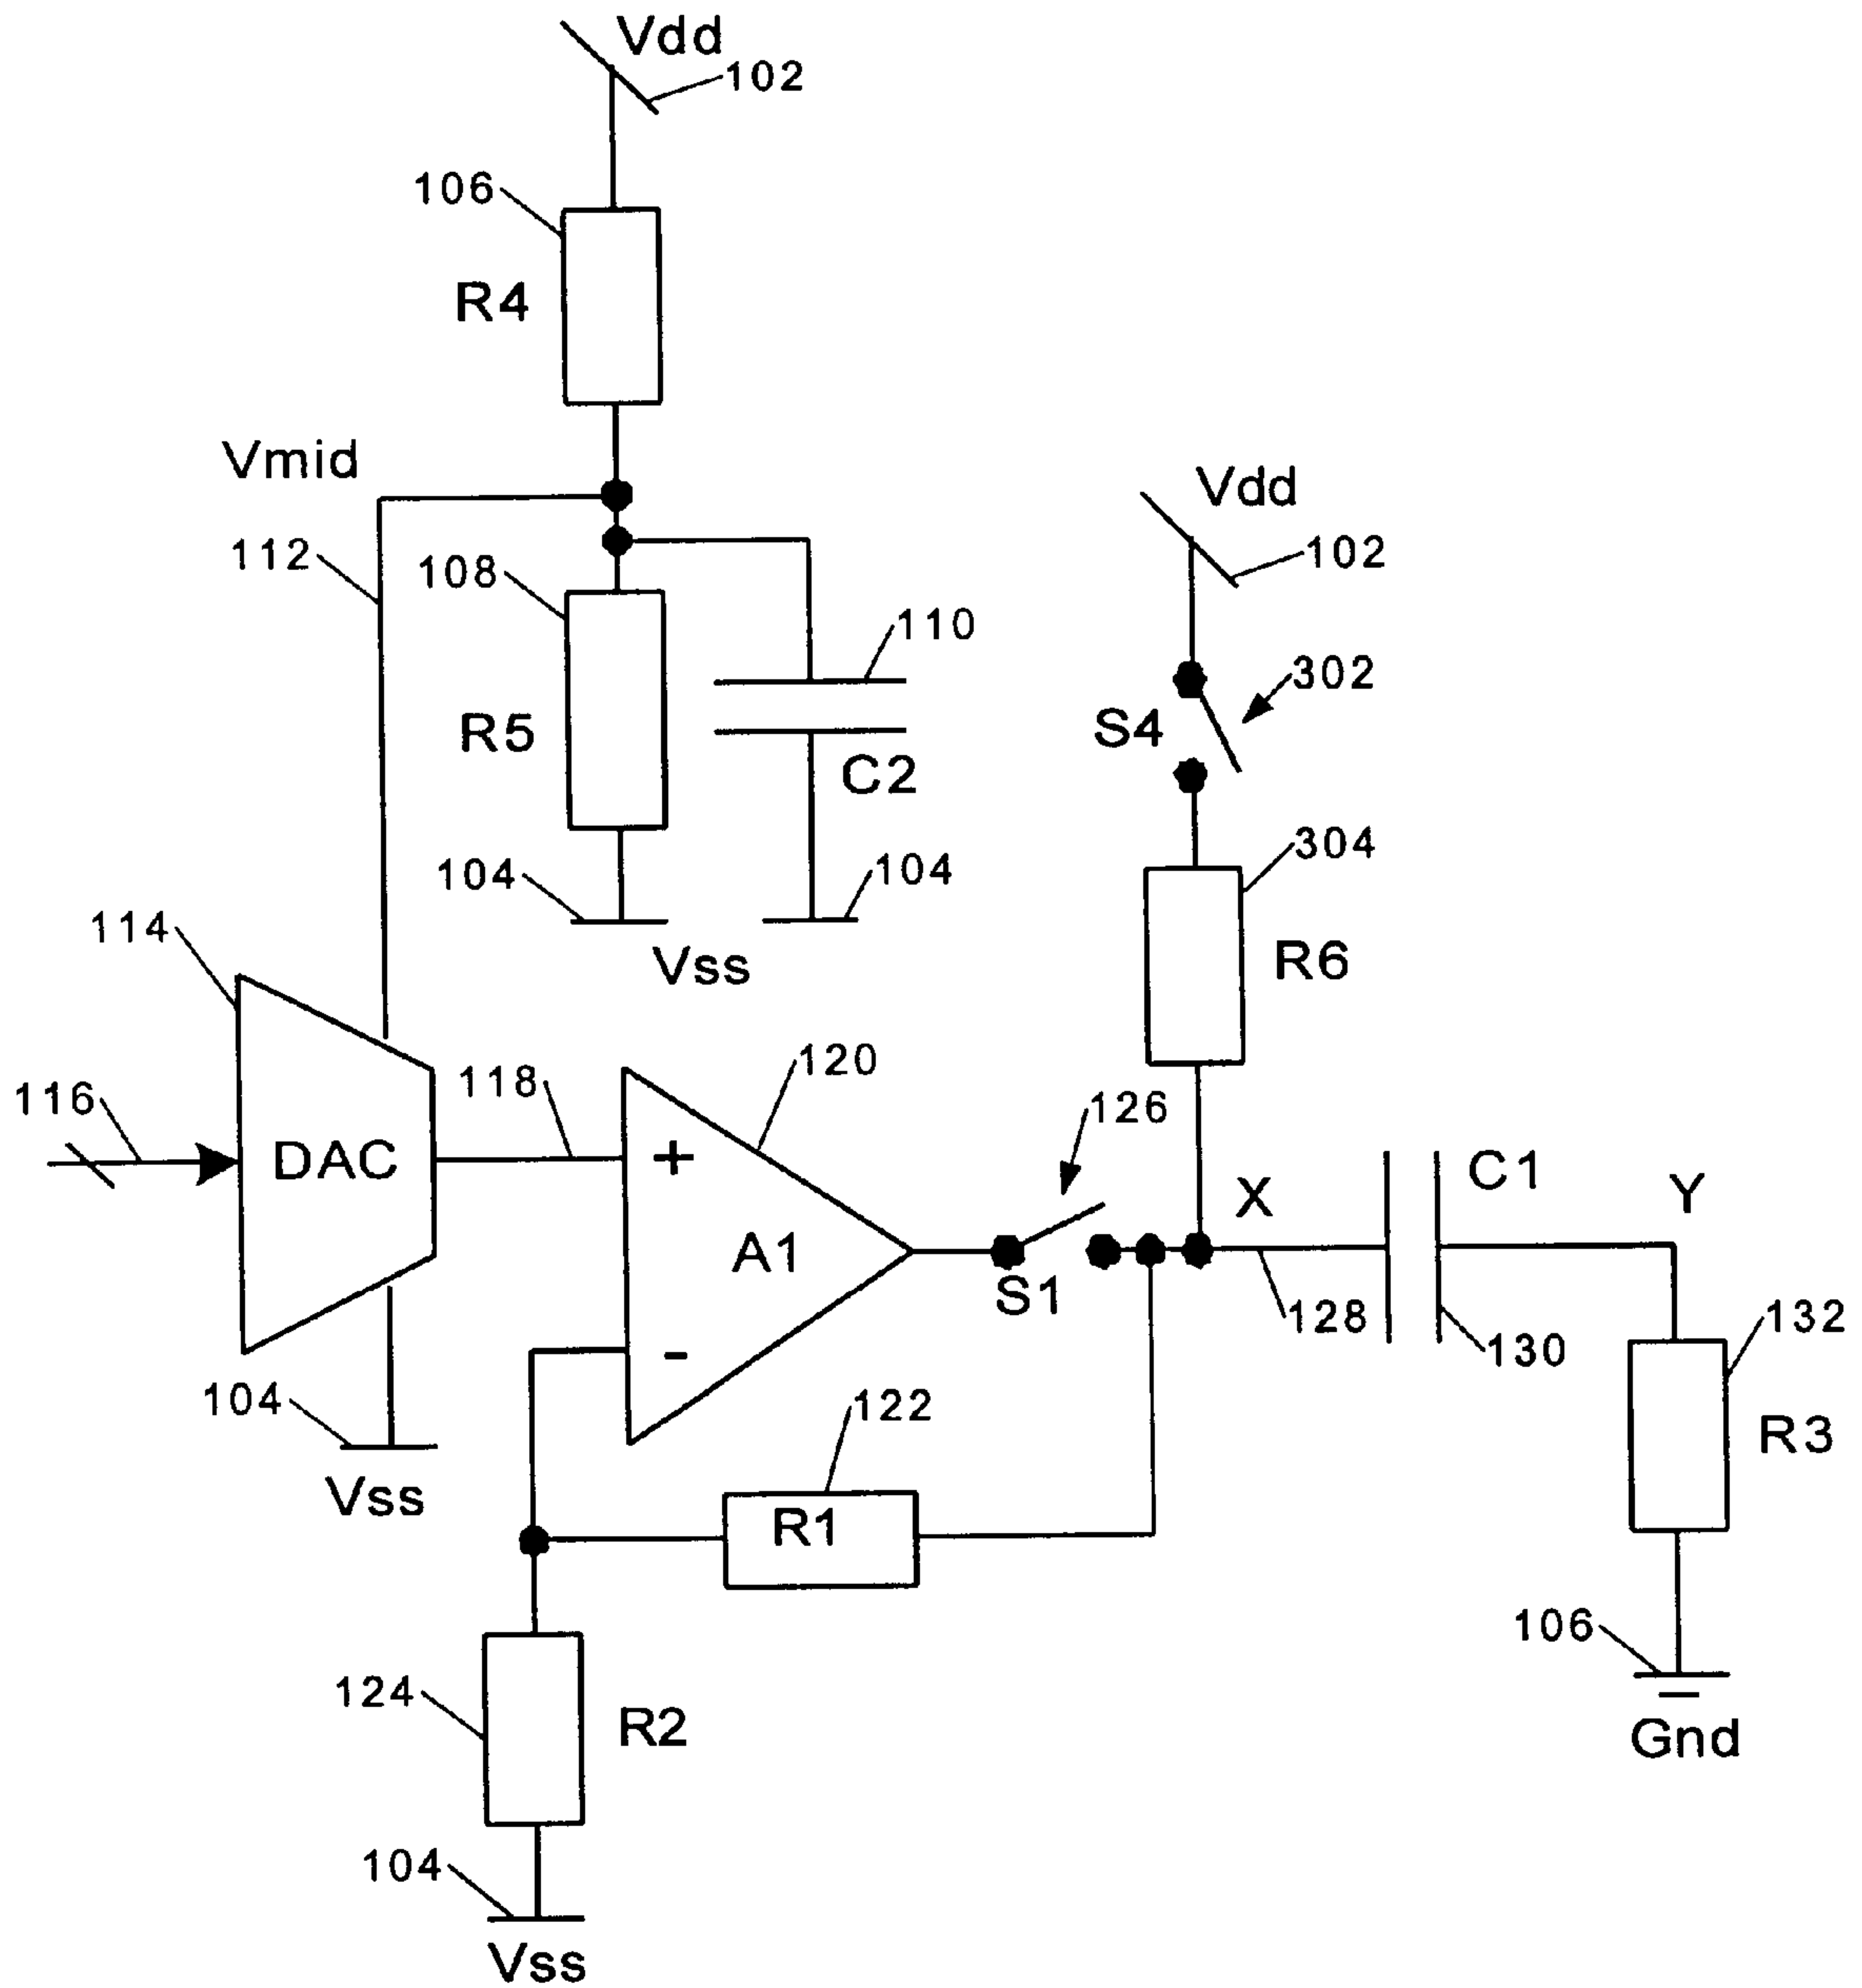 Vdd
102
106
R4
Vmid
Vdd
112
108
102
110
302
R5
S4
C2
304
104
104
114
R6
Vss
120
118
126
116
DAC
+
C1
X
Y
A1
S1
128
132
130
-
104
122
R3
Vss
R1
106
124
R2
Gnd
104
Vss